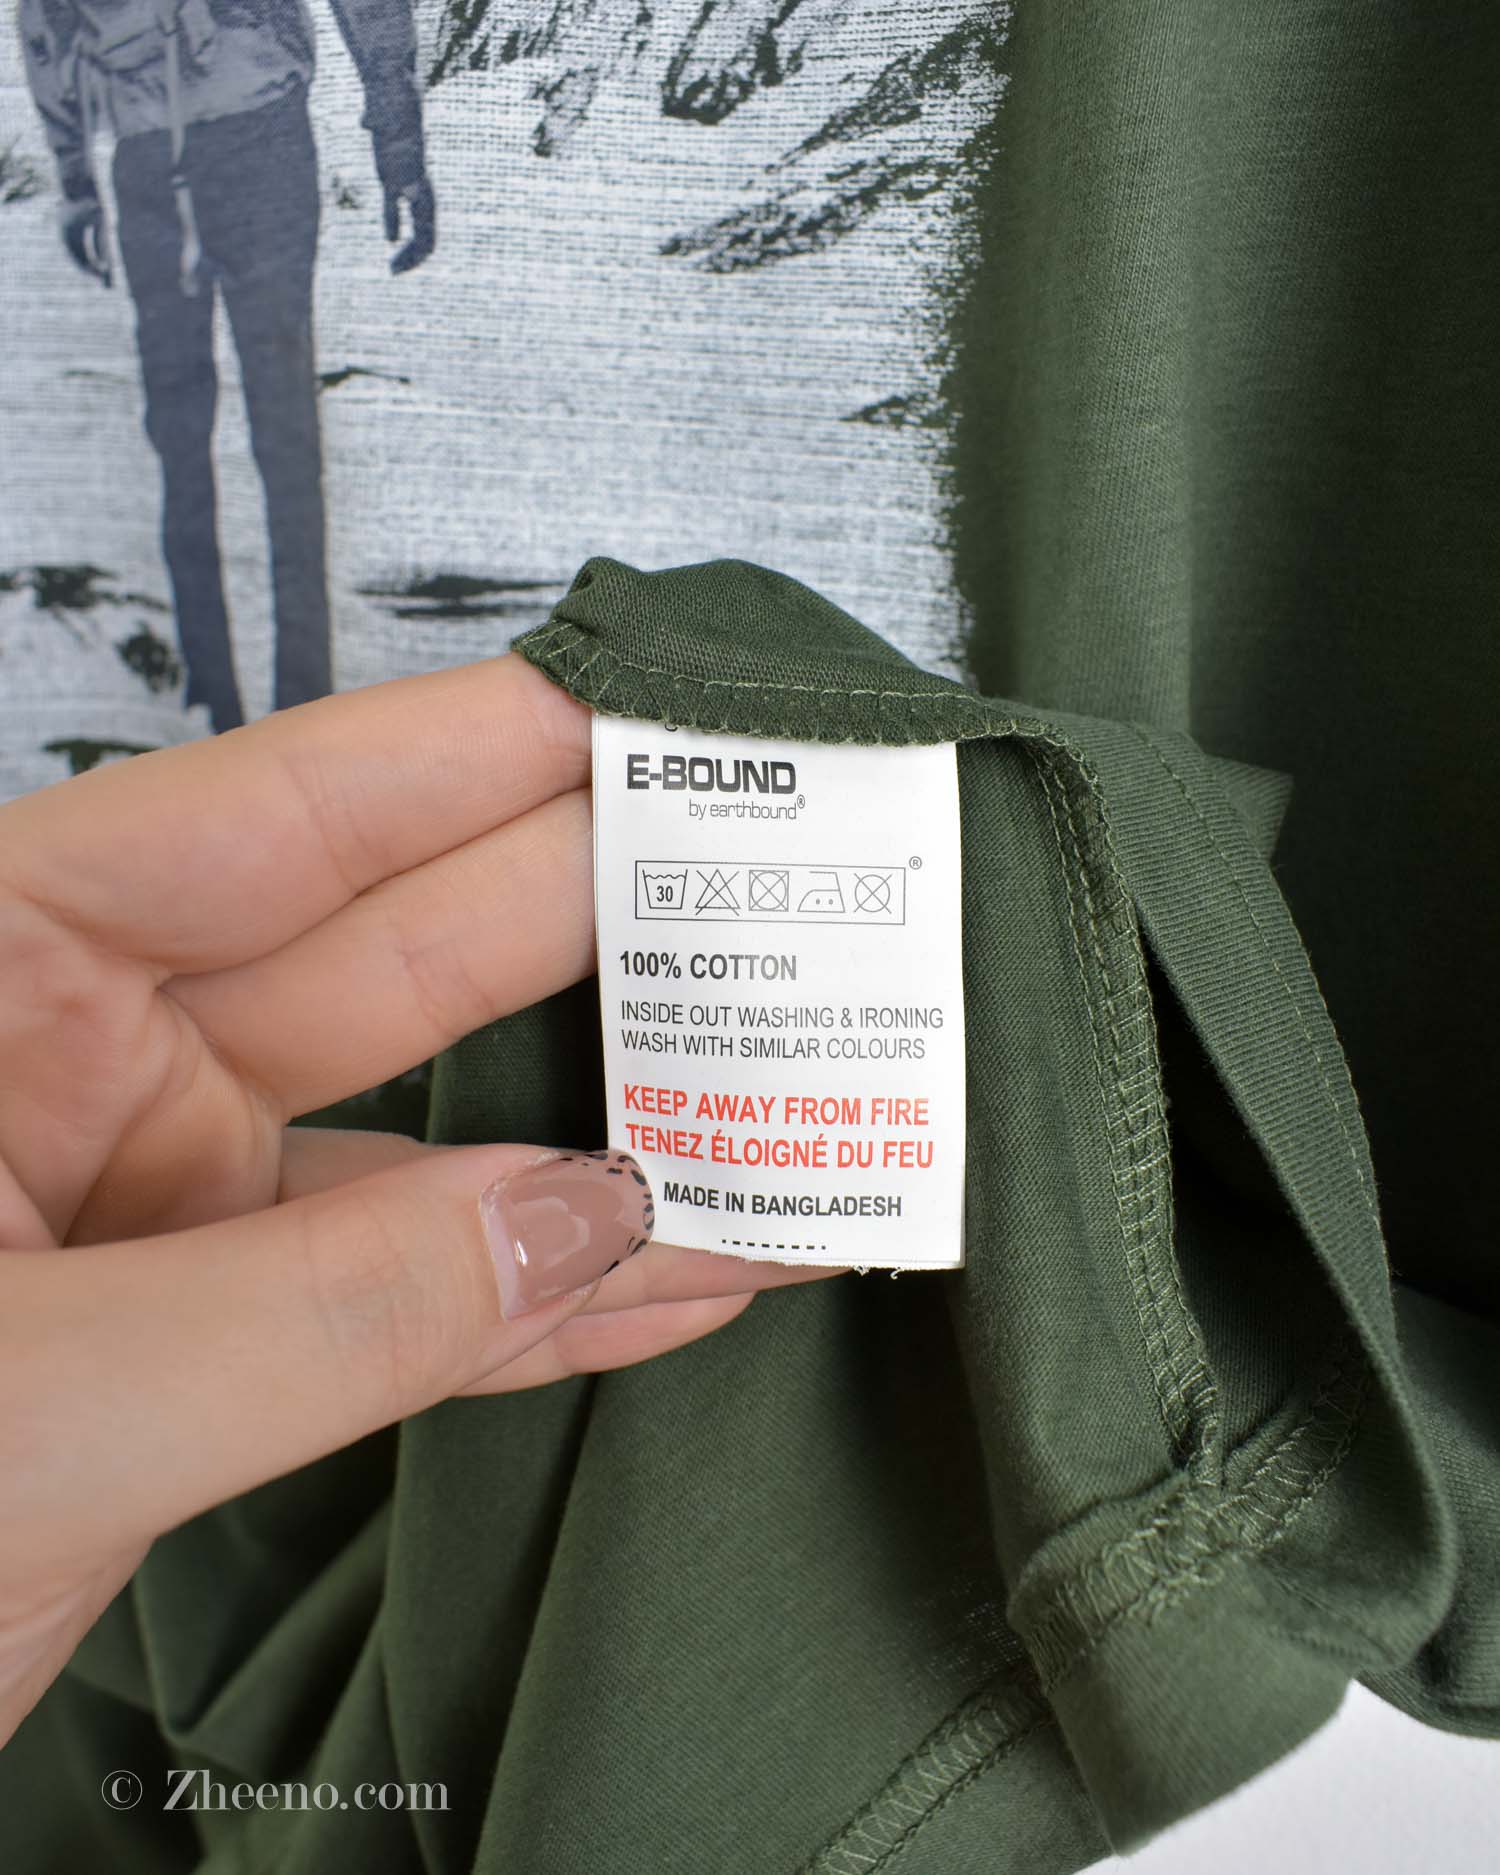 E-BOUND
by earthbound®
®
30
100% COTTON
INSIDE OUT WASHING & IRONING
WASH WITH SIMILAR COLOURS
KEEP AWAY FROM FIRE
TENEZ ÉLOIGNÉ DU FEU
MADE IN BANGLADESH
© Zheeno.com